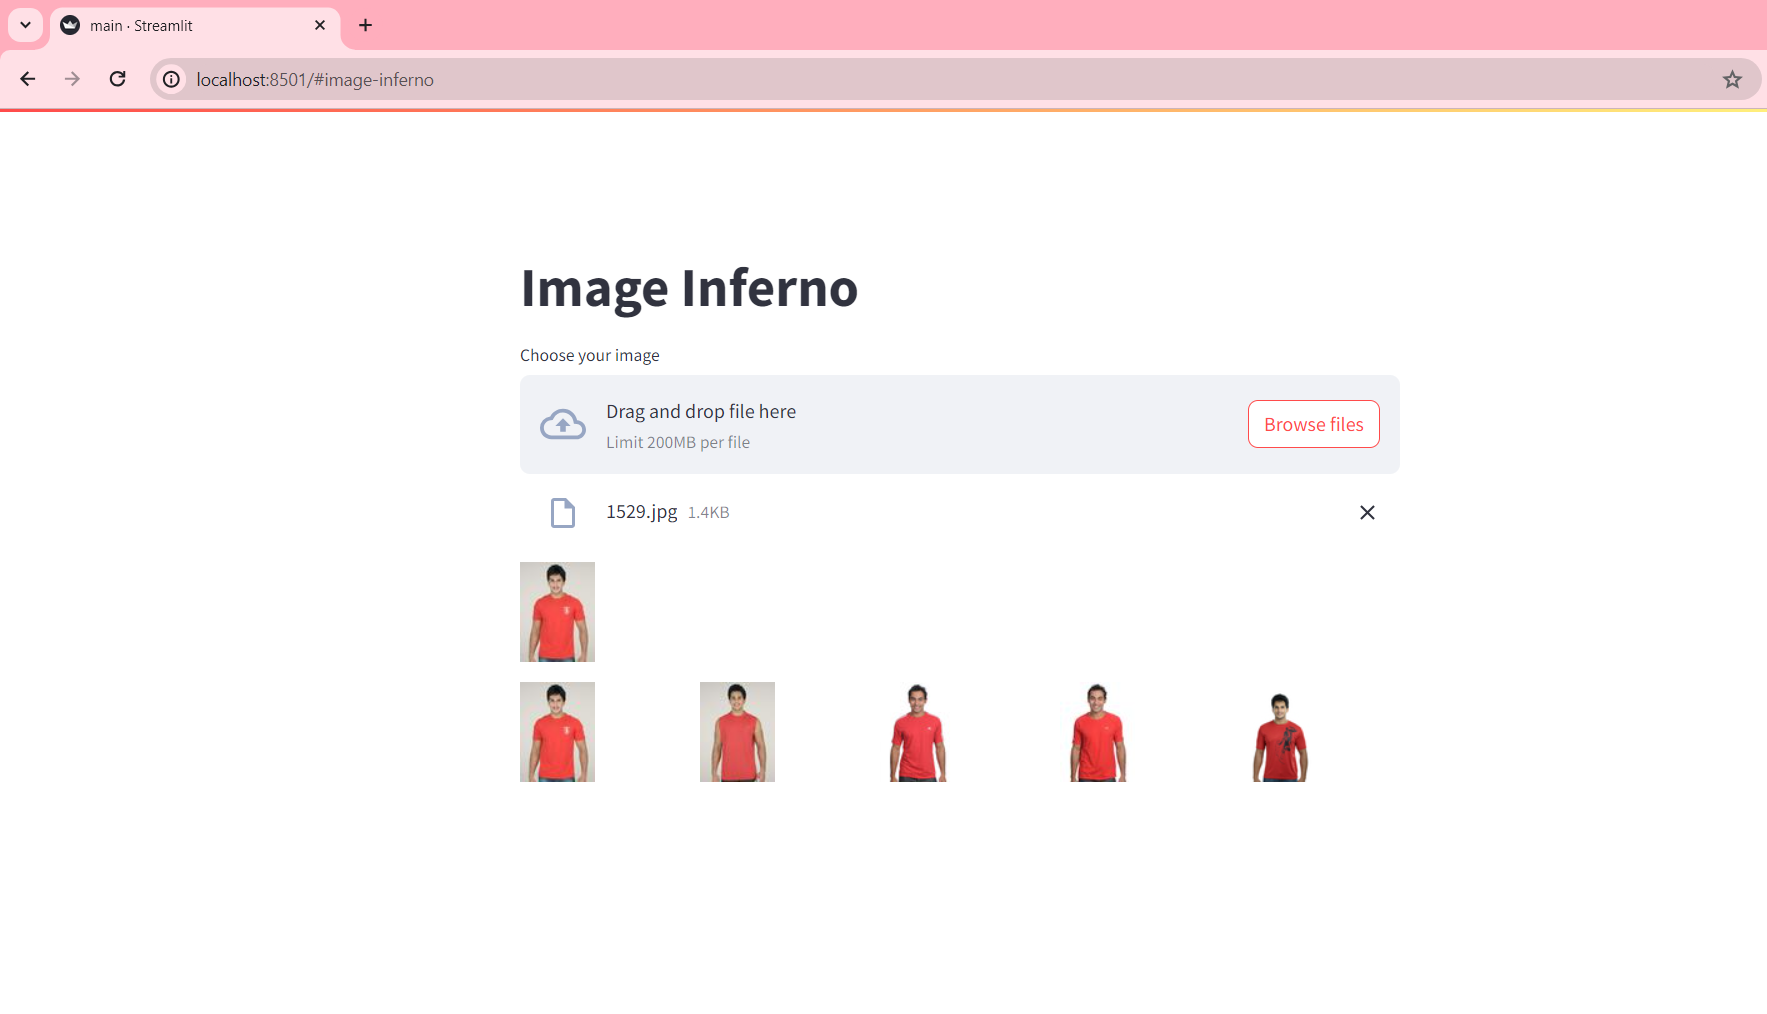 main · Streamlit
localhost:8501/#image-inferno
Image Inferno
Choose your image
Drag and drop file here
Limit 200MB per file
Browse files
1529.jpg 1.4KB